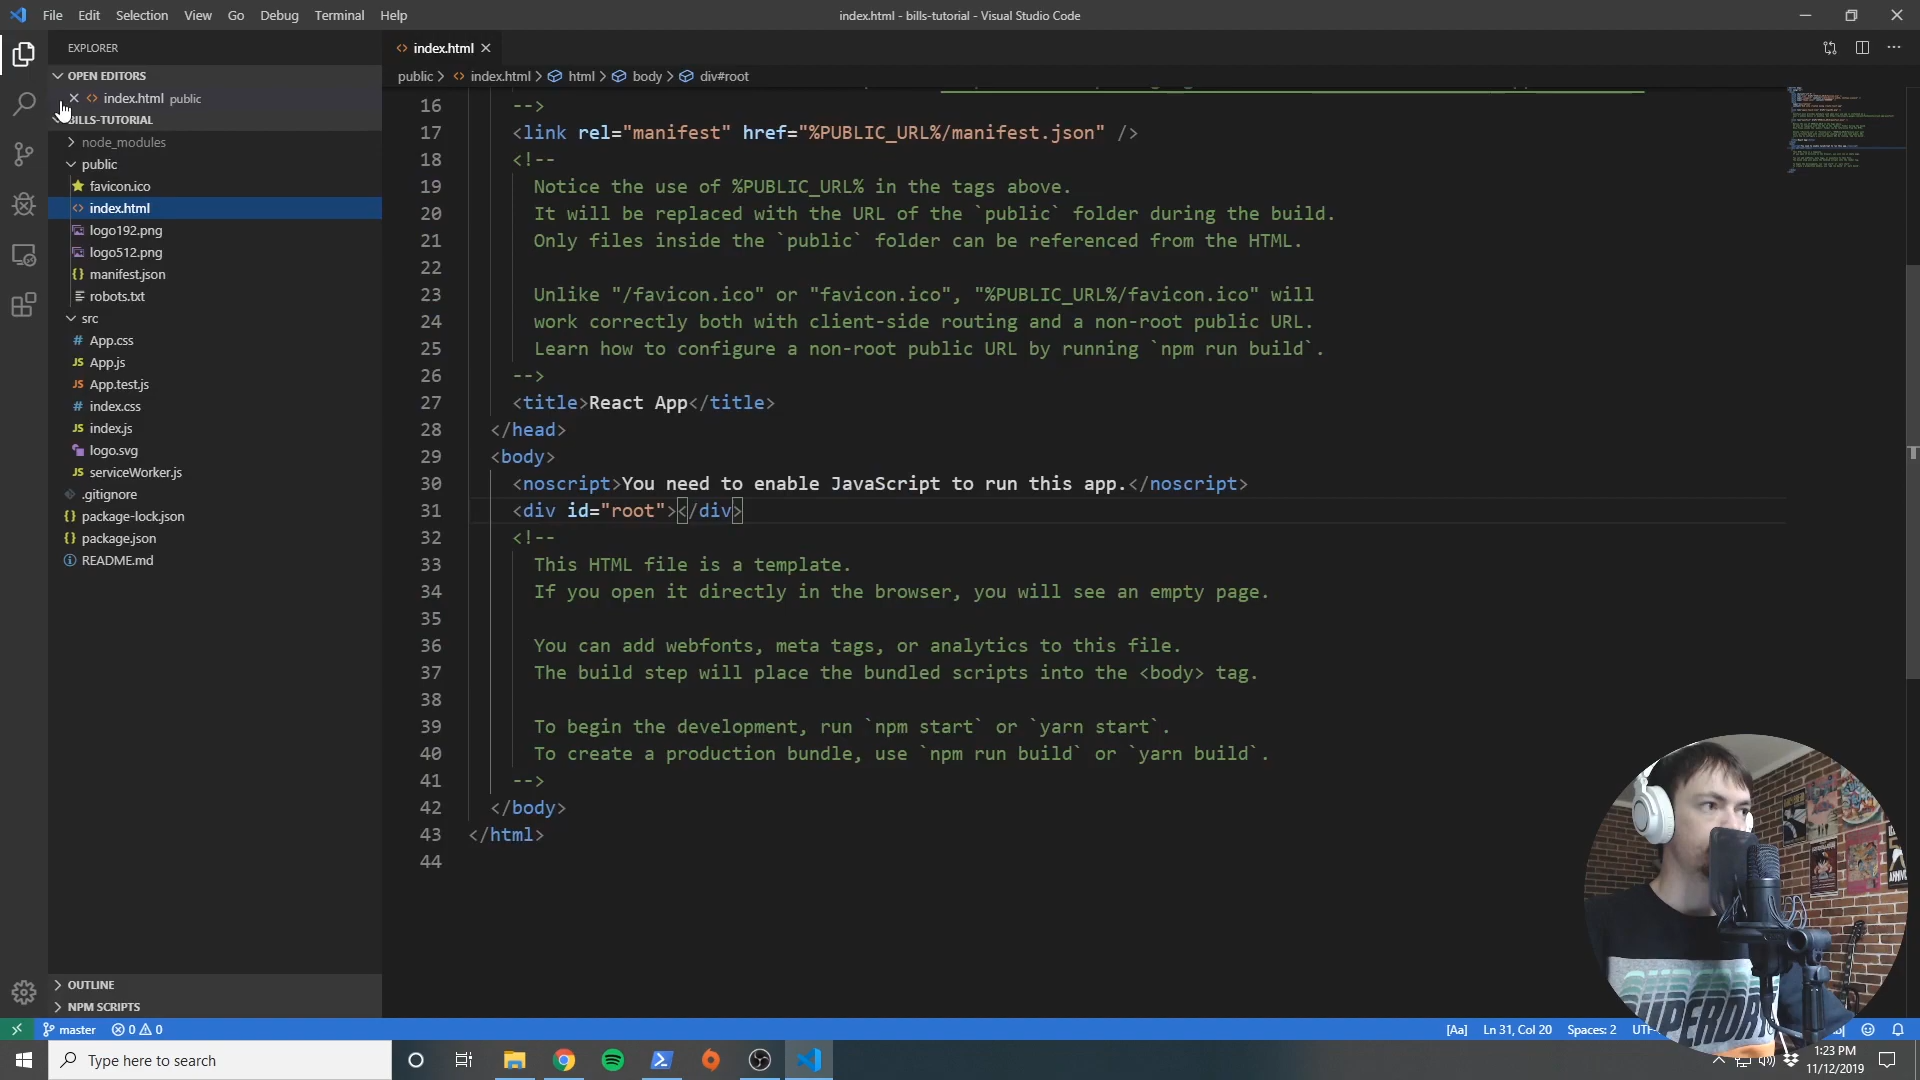 File Edit Selection View Go Debug Terminal Help
index.html - bills-tutorial - Visual Studio Code
EXPLORER
OPEN EDITORS
index.html public
BILLS-TUTORIAL
node_modules
public
favicon.ico
index.html
logo192.png
logo512.png
manifest.json
robots.txt
src
App.css
App.js
App.test.js
index.css
index.js
logo.svg
serviceWorker.js
.gitignore
package-lock.json
package.json
README.md
OUTLINE
NPM SCRIPTS
index.html
public > index.html > html > body > div#root
16 -->
17 <link rel="manifest" href="%PUBLIC_URL%/manifest.json" />
18 <!--
19 Notice the use of %PUBLIC_URL% in the tags above.
20 It will be replaced with the URL of the `public` folder during the build.
21 Only files inside the `public` folder can be referenced from the HTML.
22
23 Unlike "/favicon.ico" or "favicon.ico", "%PUBLIC_URL%/favicon.ico" will
24 work correctly both with client-side routing and a non-root public URL.
25 Learn how to configure a non-root public URL by running `npm run build`.
26 -->
27 <title>React App</title>
28 </head>
29 <body>
30 <noscript>You need to enable JavaScript to run this app.</noscript>
31 <div id="root"></div>
32 <!--
33 This HTML file is a template.
34 If you open it directly in the browser, you will see an empty page.
35
36 You can add webfonts, meta tags, or analytics to this file.
37 The build step will place the bundled scripts into the <body> tag.
38
39 To begin the development, run `npm start` or `yarn start`.
40 To create a production bundle, use `npm run build` or `yarn build`.
41 -->
42 </body>
43 </html>
44
master 0 0
[Aa] Ln 31, Col 20 Spaces: 2
Type here to search
1:23 PM
11/12/2019